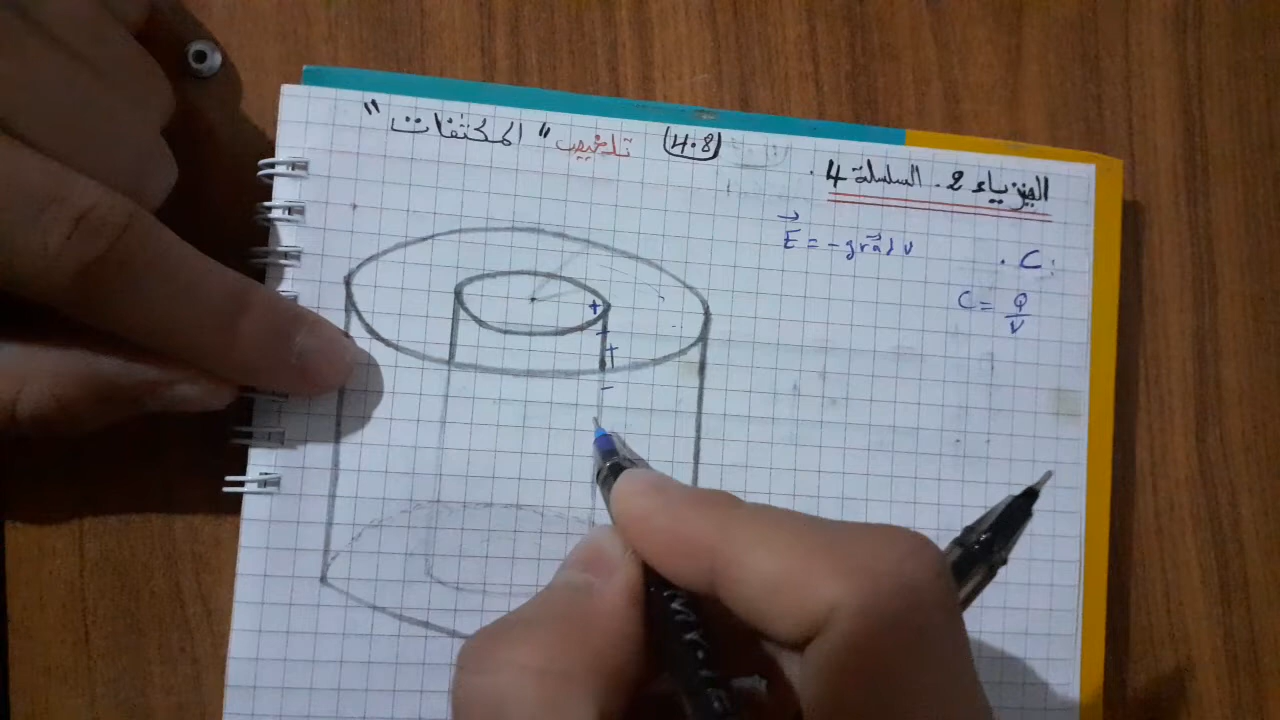 الفيزياء 2. السلسلة 4.
4.8
تلخيص "المكثفات"
E = -grad V
C:
C = Q/V
+
-
+
-